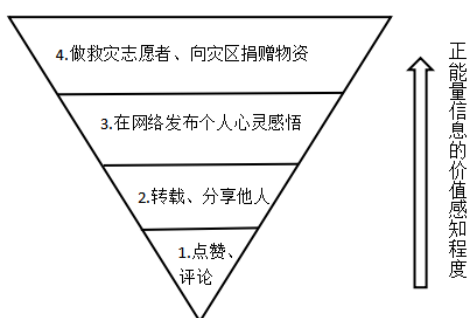 4.做救灾志愿者、向灾区捐赠物资
3.在网络发布个人心灵感悟
2.转载、分享他人
1.点赞、
评论
正能量信息的价值感知程度